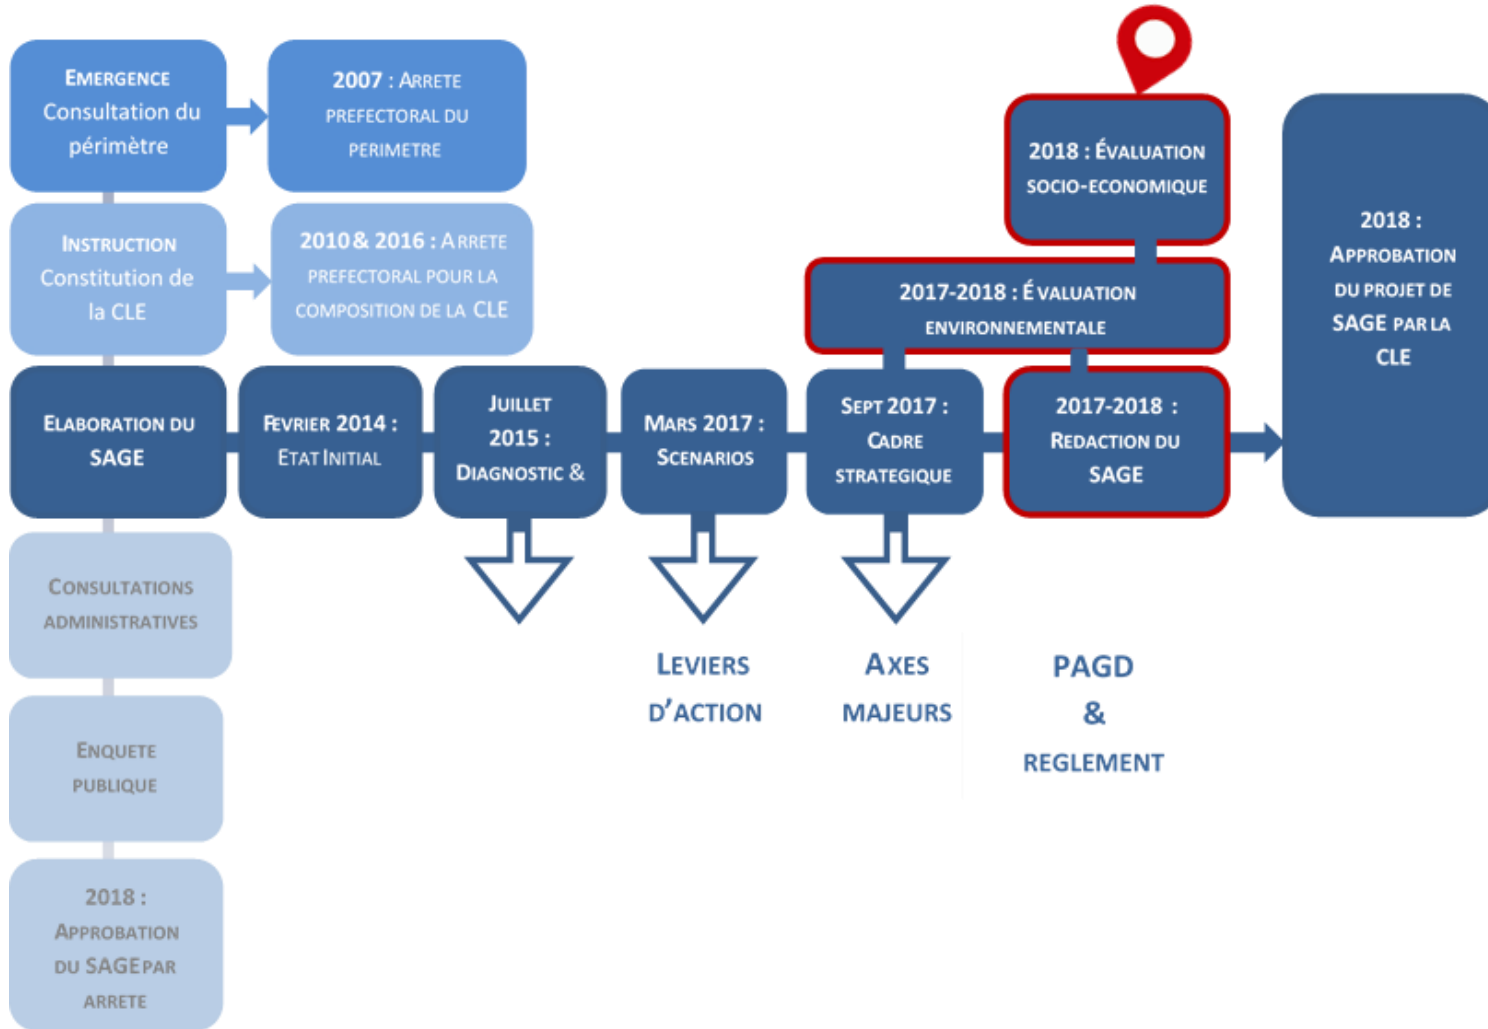 EMERGENCE
Consultation du
périmètre
2007 : ARRETE
PREFECTORAL DU
PERIMETRE
INSTRUCTION
Constitution de
la CLE
2010 & 2016 : ARRETE
PREFECTORAL POUR LA
COMPOSITION DE LA CLE
2018 : ÉVALUATION
SOCIO-ECONOMIQUE
2017-2018 : ÉVALUATION
ENVIRONNEMENTALE
2018 :
APPROBATION
DU PROJET DE
SAGE PAR LA
CLE
ELABORATION DU
SAGE
FEVRIER 2014 :
ETAT INITIAL
JUILLET
2015 :
DIAGNOSTIC &
MARS 2017 :
SCENARIOS
SEPT 2017 :
CADRE
STRATEGIQUE
2017-2018 :
REDACTION DU
SAGE
CONSULTATIONS
ADMINISTRATIVES
LEVIERS
D'ACTION
AXES
MAJEURS
PAGD
&
REGLEMENT
ENQUETE
PUBLIQUE
2018 :
APPROBATION
DU SAGE PAR
ARRETE